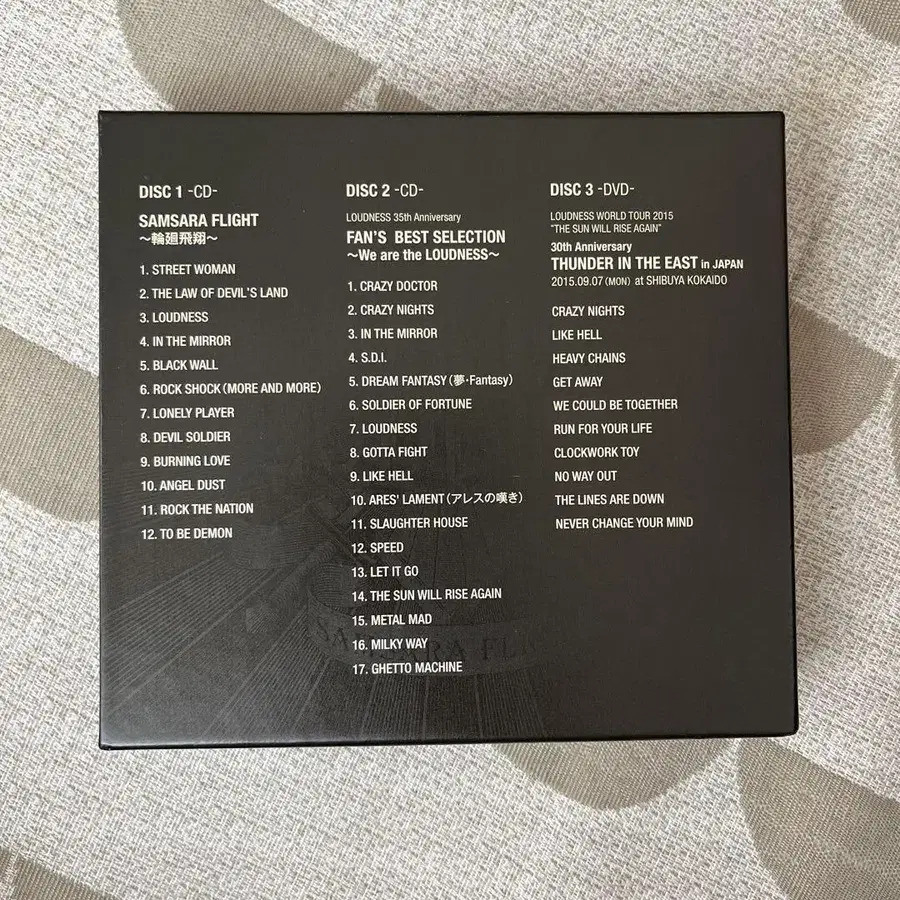 DISC 1 -CD-
SAMSARA FLIGHT
〜輪廻飛翔〜
1. STREET WOMAN
2. THE LAW OF DEVIL'S LAND
3. LOUDNESS
4. IN THE MIRROR
5. BLACK WALL
6. ROCK SHOCK (MORE AND MORE)
7. LONELY PLAYER
8. DEVIL SOLDIER
9. BURNING LOVE
10. ANGEL DUST
11. ROCK THE NATION
12. TO BE DEMON
DISC 2 -CD-
LOUDNESS 35th Anniversary
FAN'S BEST SELECTION
〜We are the LOUDNESS〜
1. CRAZY DOCTOR
2. CRAZY NIGHTS
3. IN THE MIRROR
4. S.D.I.
5. DREAM FANTASY (夢・Fantasy)
6. SOLDIER OF FORTUNE
7. LOUDNESS
8. GOTTA FIGHT
9. LIKE HELL
10. ARES' LAMENT (アレスの嘆き)
11. SLAUGHTER HOUSE
12. SPEED
13. LET IT GO
14. THE SUN WILL RISE AGAIN
15. METAL MAD
16. MILKY WAY
17. GHETTO MACHINE
DISC 3 -DVD-
LOUDNESS WORLD TOUR 2015
"THE SUN WILL RISE AGAIN"
30th Anniversary
THUNDER IN THE EAST in JAPAN
2015.09.07 (MON) at SHIBUYA KOKAIDO
CRAZY NIGHTS
LIKE HELL
HEAVY CHAINS
GET AWAY
WE COULD BE TOGETHER
RUN FOR YOUR LIFE
CLOCKWORK TOY
NO WAY OUT
THE LINES ARE DOWN
NEVER CHANGE YOUR MIND